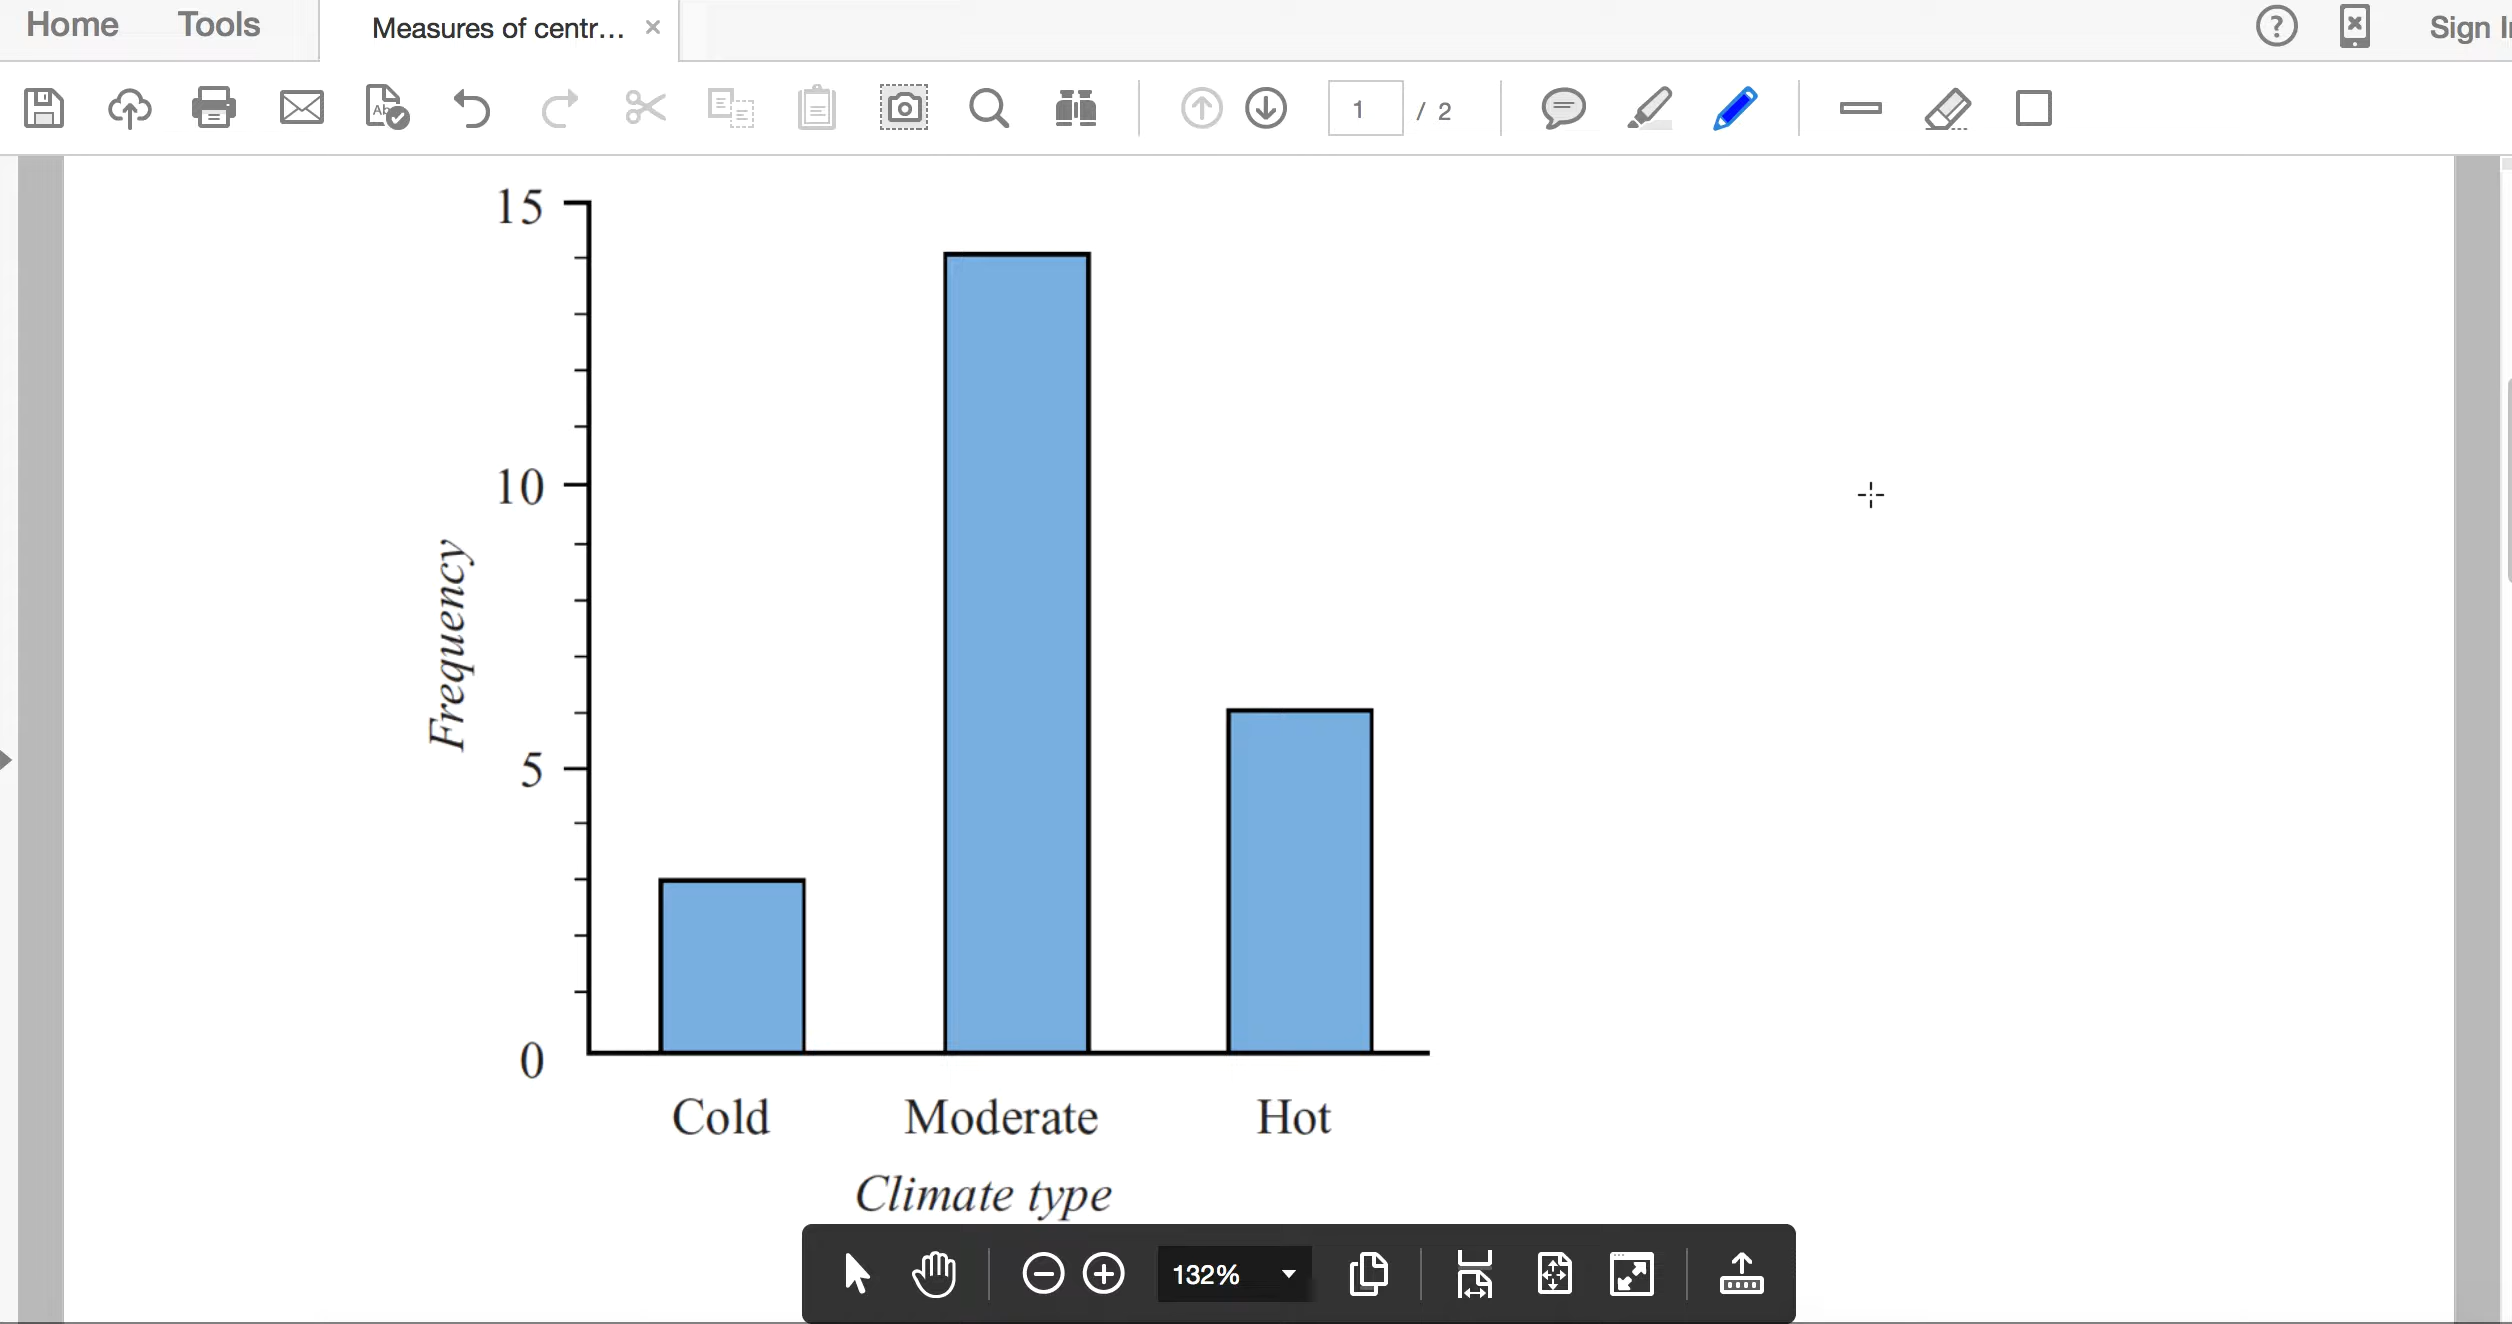 Home Tools Measures of centr... ×
Sign I
1 / 2
15
10
5
0
Frequency
Cold Moderate Hot
Climate type
132%